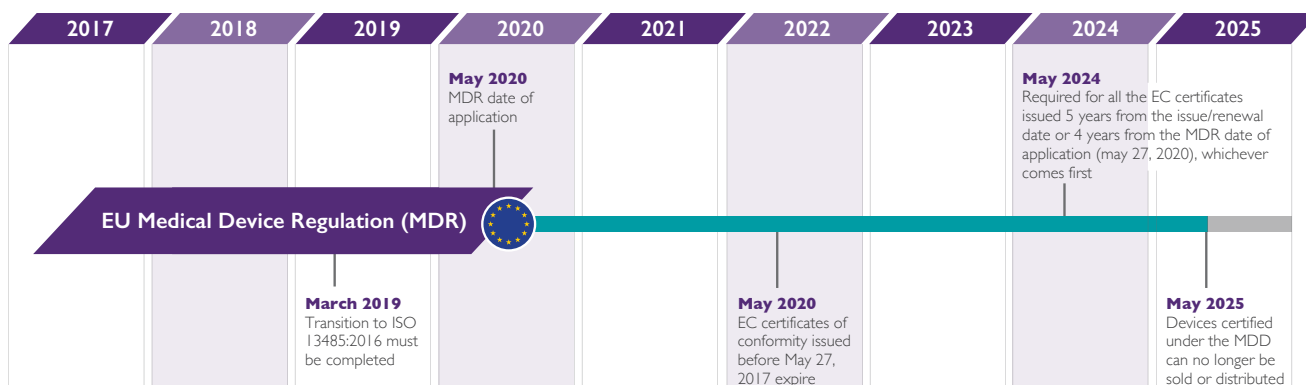 2017 2018 2019 2020 2021 2022 2023 2024 2025
May 2020
MDR date of
application
May 2024
Required for all the EC certificates
issued 5 years from the issue/renewal
date or 4 years from the MDR date of
application (may 27, 2020), whichever
comes first
EU Medical Device Regulation (MDR)
March 2019
Transition to ISO
13485:2016 must
be completed
May 2020
EC certificates of
conformity issued
before May 27,
2017 expire
May 2025
Devices certified
under the MDD
can no longer be
sold or distributed